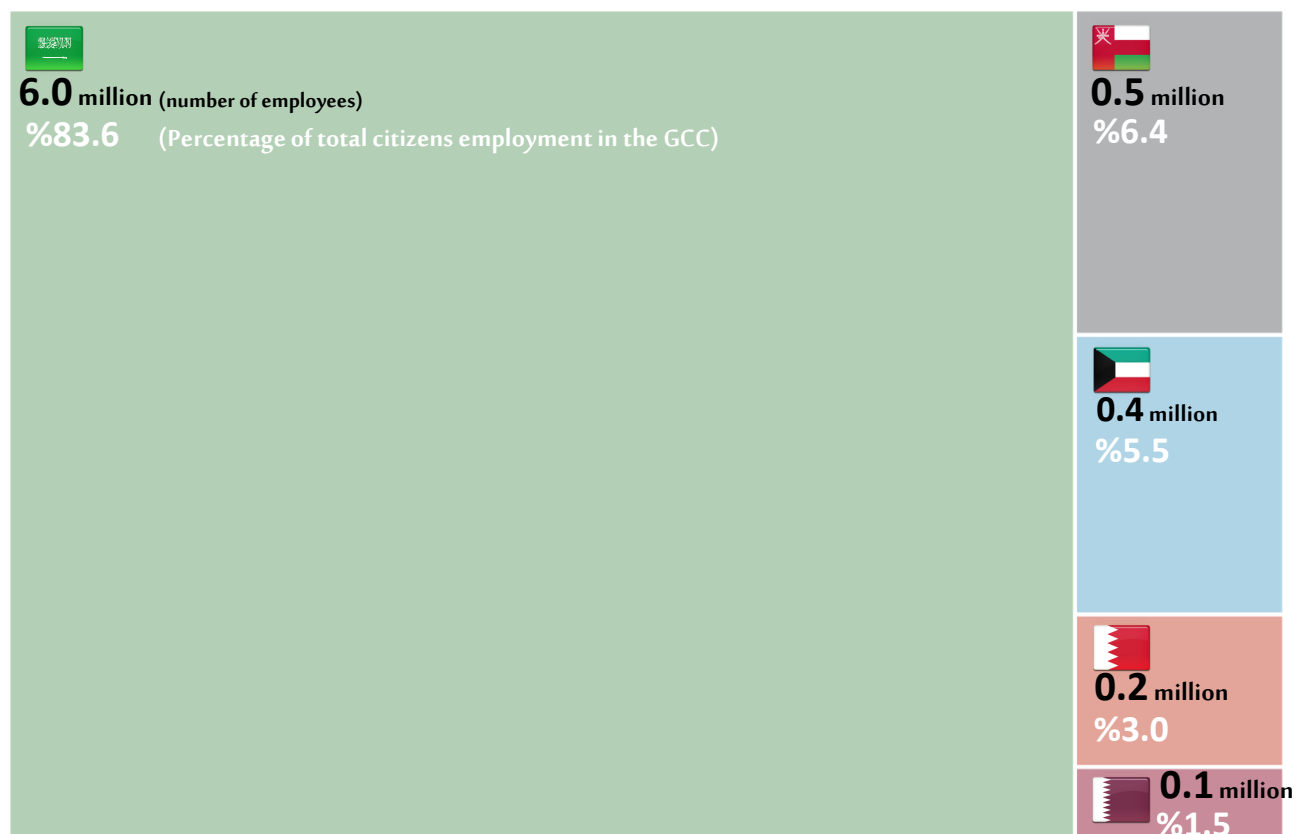 6.0 million (number of employees)
%83.6 (Percentage of total citizens employment in the GCC)
0.5 million
%6.4
0.4 million
%5.5
0.2 million
%3.0
0.1 million
%1.5